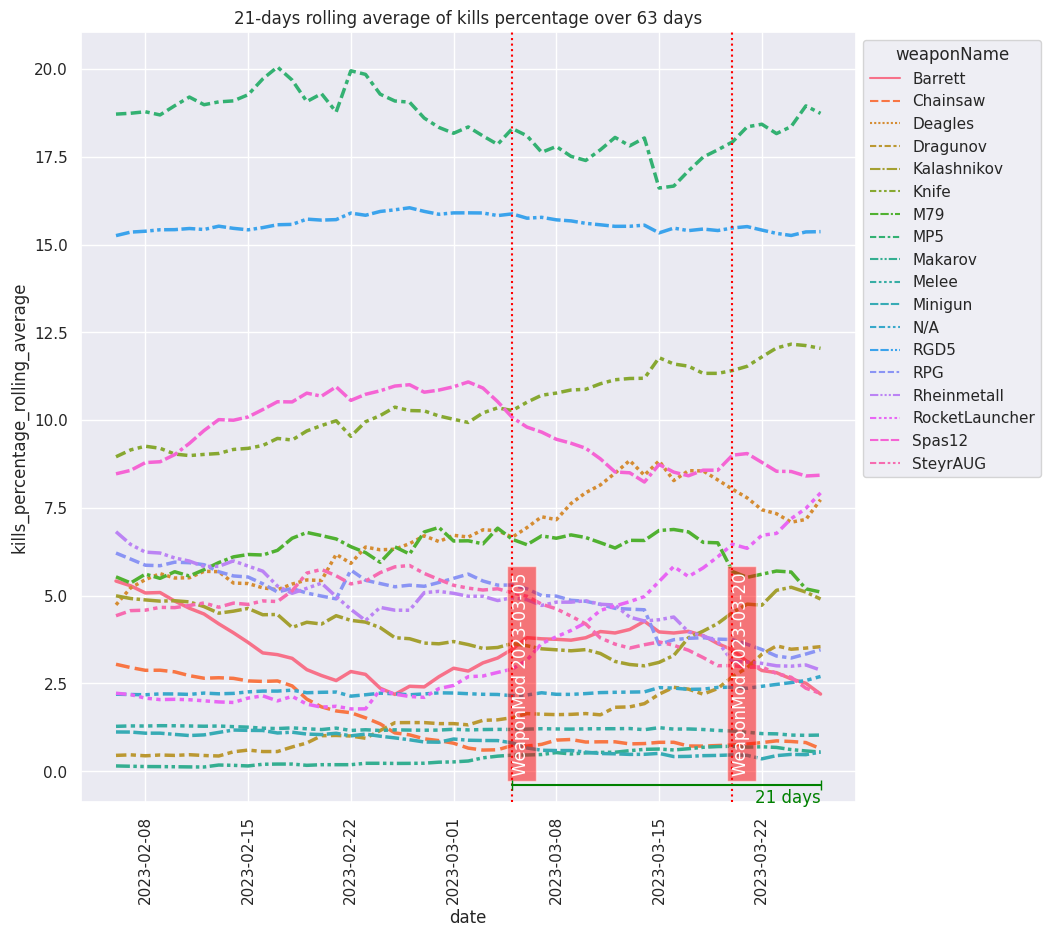 21-days rolling average of kills percentage over 63 days
kills_percentage_rolling_average
20.0
17.5
15.0
12.5
10.0
7.5
5.0
2.5
0.0
WeaponMod 2023-03-05
WeaponMod 2023-03-20
21 days
2023-02-08
2023-02-15
2023-02-22
2023-03-01
2023-03-08
2023-03-15
2023-03-22
date
weaponName
Barrett
Chainsaw
Deagles
Dragunov
Kalashnikov
Knife
M79
MP5
Makarov
Melee
Minigun
N/A
RGD5
RPG
Rheinmetall
RocketLauncher
Spas12
SteyrAUG